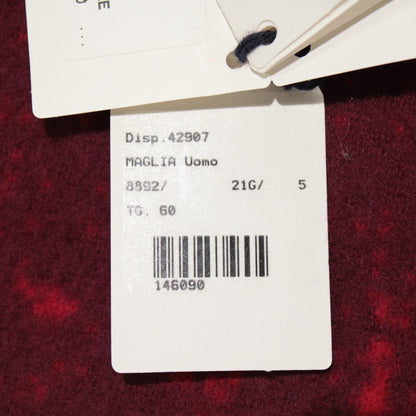 Disp.42907
MAGLIA Uomo
8892/ 21G/ 5
TG. 60
146090